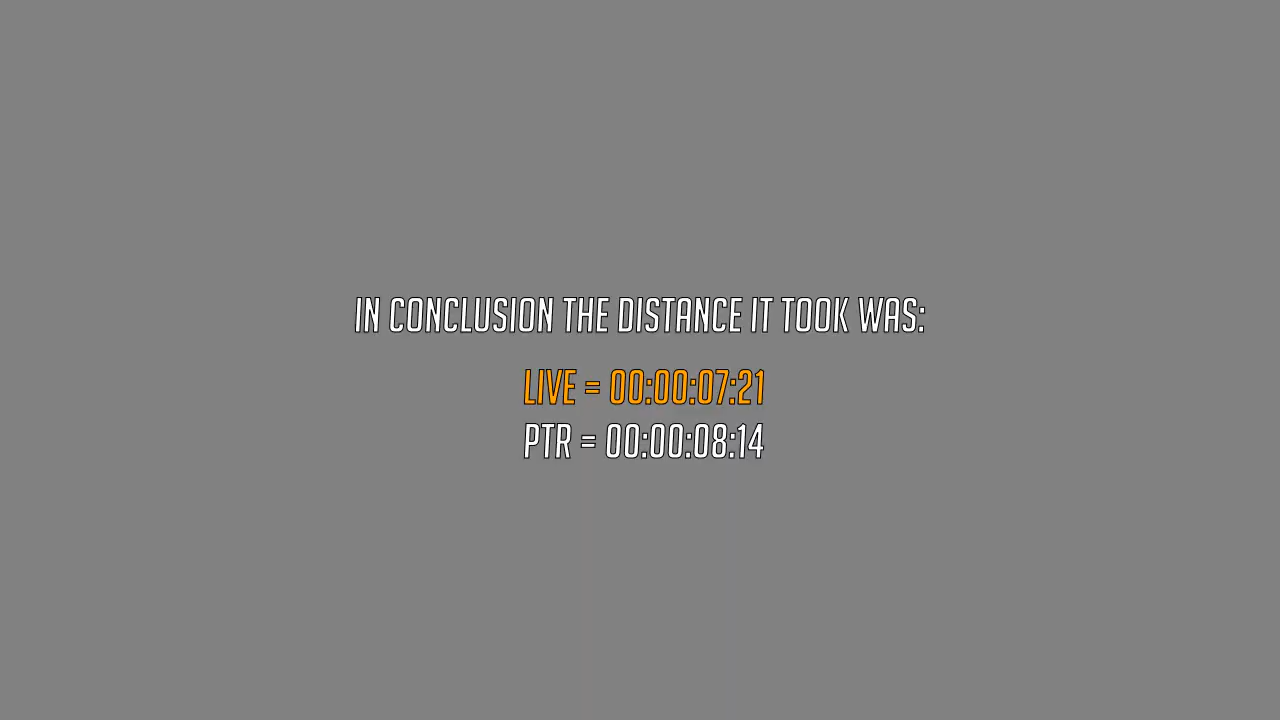 IN CONCLUSION THE DISTANCE IT TOOK WAS:
LIVE = 00:00:07:21
PTR = 00:00:08:14